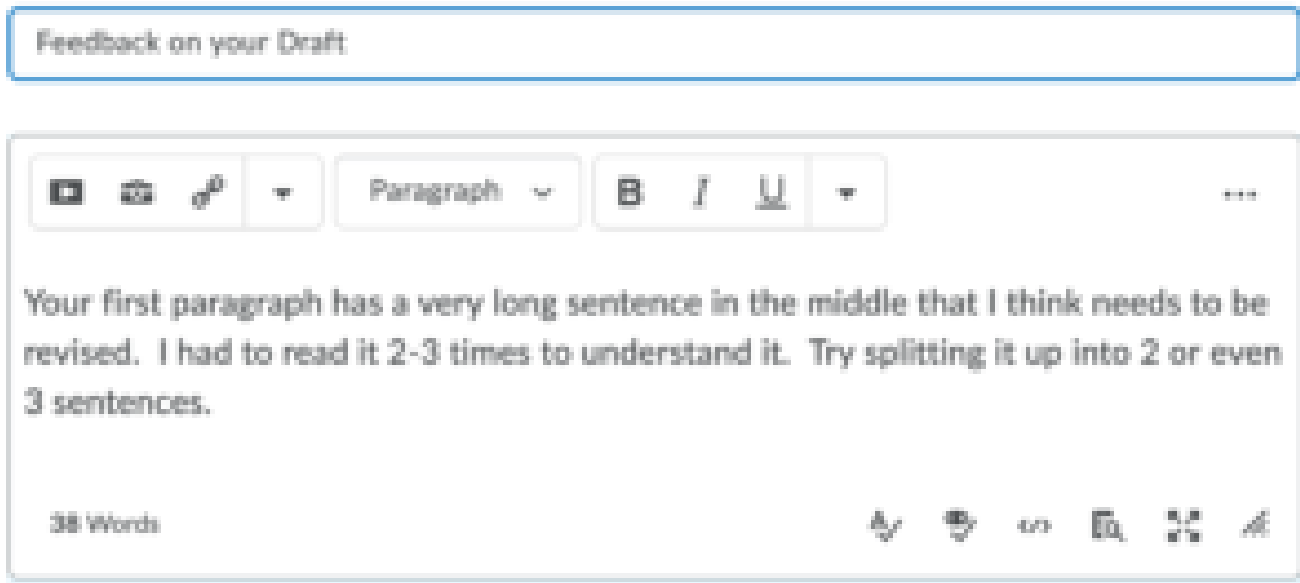 Feedback on your Draft
Paragraph
B I U
Your first paragraph has a very long sentence in the middle that I think needs to be
revised.  I had to read it 2-3 times to understand it.  Try splitting it up into 2 or even
3 sentences.
38 Words